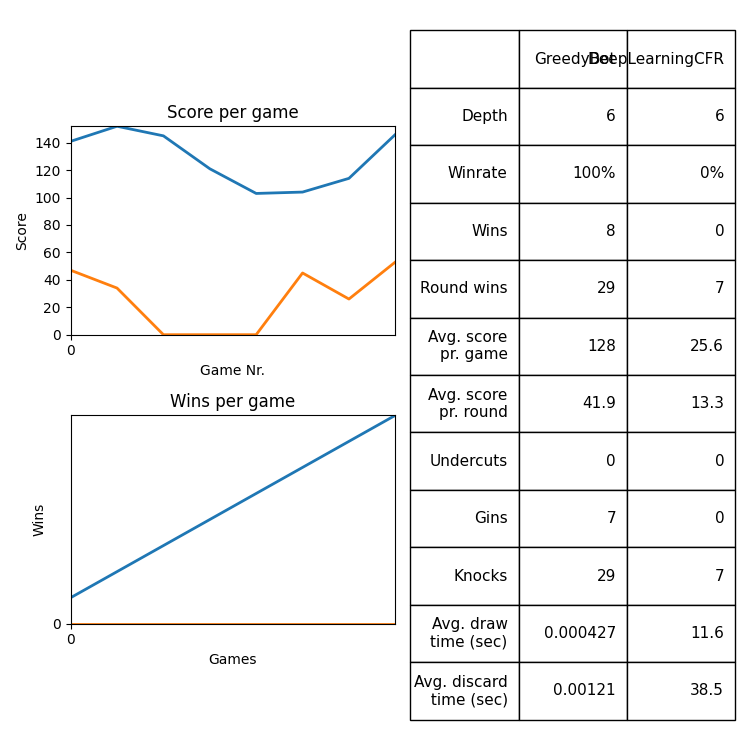 Score per game
140
120
100
80
60
40
20
0
0
Score
Game Nr.
Wins per game
Wins
0
0
Games
GreedyBot DeepLearningCFR
Depth 6 6
Winrate 100% 0%
Wins 8 0
Round wins 29 7
Avg. score
pr. game 128 25.6
Avg. score
pr. round 41.9 13.3
Undercuts 0 0
Gins 7 0
Knocks 29 7
Avg. draw
time (sec) 0.000427 11.6
Avg. discard
time (sec) 0.00121 38.5